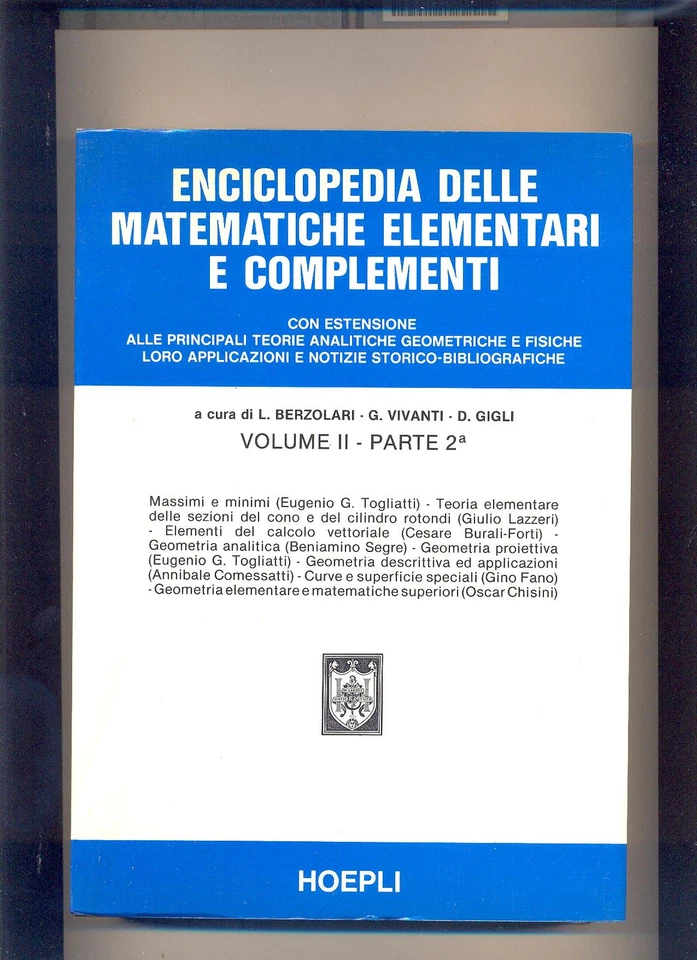 ENCICLOPEDIA DELLE
MATEMATICHE ELEMENTARI
E COMPLEMENTI
CON ESTENSIONE
ALLE PRINCIPALI TEORIE ANALITICHE GEOMETRICHE E FISICHE
LORO APPLICAZIONI E NOTIZIE STORICO-BIBLIOGRAFICHE
a cura di L. BERZOLARI - G. VIVANTI - D. GIGLI
VOLUME II - PARTE 2ª
Massimi e minimi (Eugenio G. Togliatti) - Teoria elementare
delle sezioni del cono e del cilindro rotondi (Giulio Lazzeri)
- Elementi del calcolo vettoriale (Cesare Burali-Forti) -
Geometria analitica (Beniamino Segre) - Geometria proiettiva
(Eugenio G. Togliatti) - Geometria descrittiva ed applicazioni
(Annibale Comessatti) - Curve e superficie speciali (Gino Fano)
- Geometria elementare e matematiche superiori (Oscar Chisini)
HOEPLI